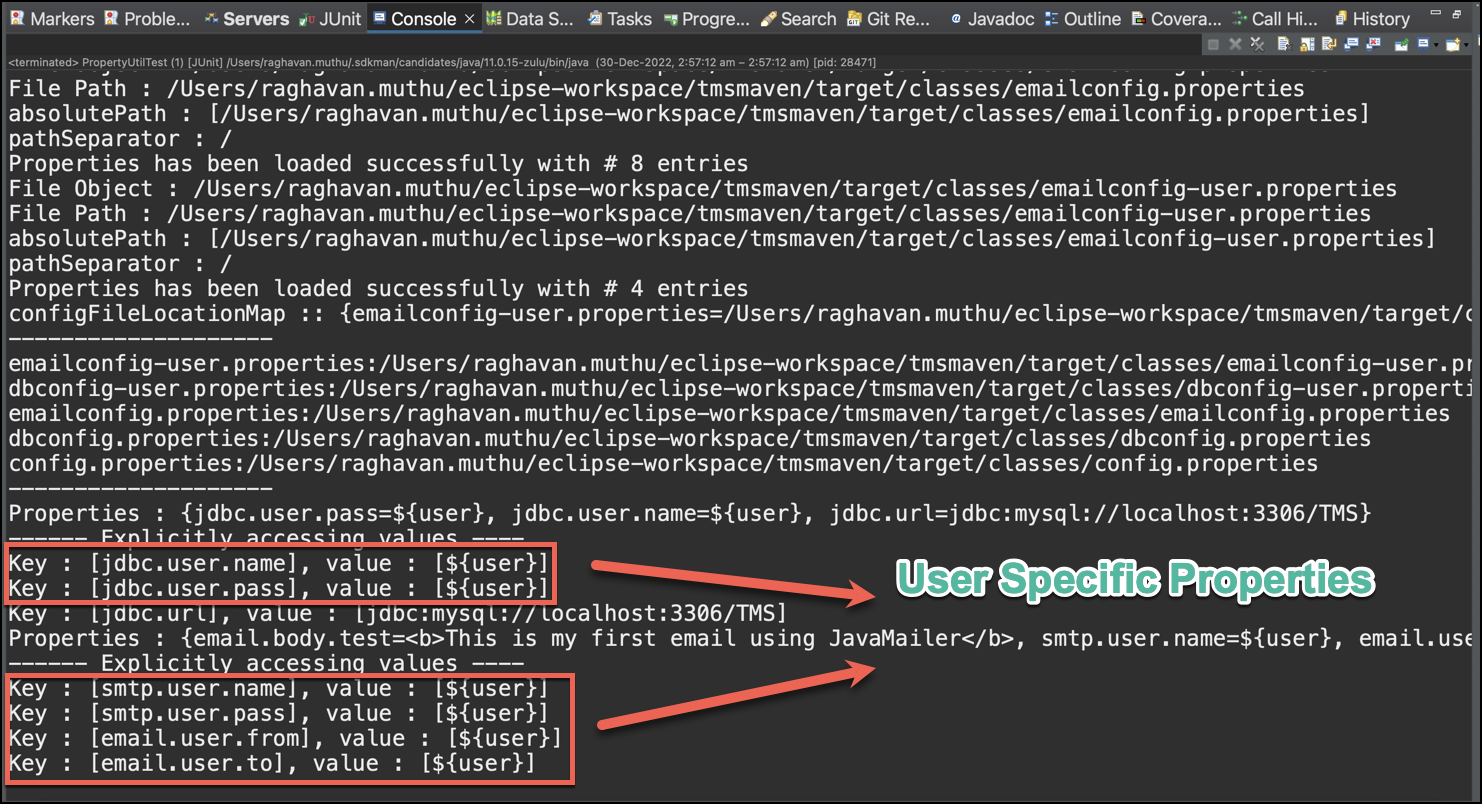 Markers Proble... Servers JUnit Console × Data S... Tasks Progre... Search Git Re... Javadoc Outline Covera... Call Hi... History
<terminated> PropertyUtilTest (1) [JUnit] /Users/raghavan.muthu/.sdkman/candidates/java/11.0.15-zulu/bin/java (30-Dec-2022, 2:57:12 am – 2:57:12 am) [pid: 28471]
File Path : /Users/raghavan.muthu/eclipse-workspace/tmsmaven/target/classes/emailconfig.properties
absolutePath : [/Users/raghavan.muthu/eclipse-workspace/tmsmaven/target/classes/emailconfig.properties]
pathSeparator : /
Properties has been loaded successfully with # 8 entries
File Object : /Users/raghavan.muthu/eclipse-workspace/tmsmaven/target/classes/emailconfig-user.properties
File Path : /Users/raghavan.muthu/eclipse-workspace/tmsmaven/target/classes/emailconfig-user.properties
absolutePath : [/Users/raghavan.muthu/eclipse-workspace/tmsmaven/target/classes/emailconfig-user.properties]
pathSeparator : /
Properties has been loaded successfully with # 4 entries
configFileLocationMap :: {emailconfig-user.properties=/Users/raghavan.muthu/eclipse-workspace/tmsmaven/target/c
--------------------
emailconfig-user.properties:/Users/raghavan.muthu/eclipse-workspace/tmsmaven/target/classes/emailconfig-user.pr
dbconfig-user.properties:/Users/raghavan.muthu/eclipse-workspace/tmsmaven/target/classes/dbconfig-user.properti
emailconfig.properties:/Users/raghavan.muthu/eclipse-workspace/tmsmaven/target/classes/emailconfig.properties
dbconfig.properties:/Users/raghavan.muthu/eclipse-workspace/tmsmaven/target/classes/dbconfig.properties
config.properties:/Users/raghavan.muthu/eclipse-workspace/tmsmaven/target/classes/config.properties
--------------------
Properties : {jdbc.user.pass=${user}, jdbc.user.name=${user}, jdbc.url=jdbc:mysql://localhost:3306/TMS}
------ Explicitly accessing values ----
Key : [jdbc.user.name], value : [${user}]
Key : [jdbc.user.pass], value : [${user}]
User Specific Properties
Key : [jdbc.url], value : [jdbc:mysql://localhost:3306/TMS]
Properties : {email.body.test=<b>This is my first email using JavaMailer</b>, smtp.user.name=${user}, email.use
------ Explicitly accessing values ----
Key : [smtp.user.name], value : [${user}]
Key : [smtp.user.pass], value : [${user}]
Key : [email.user.from], value : [${user}]
Key : [email.user.to], value : [${user}]